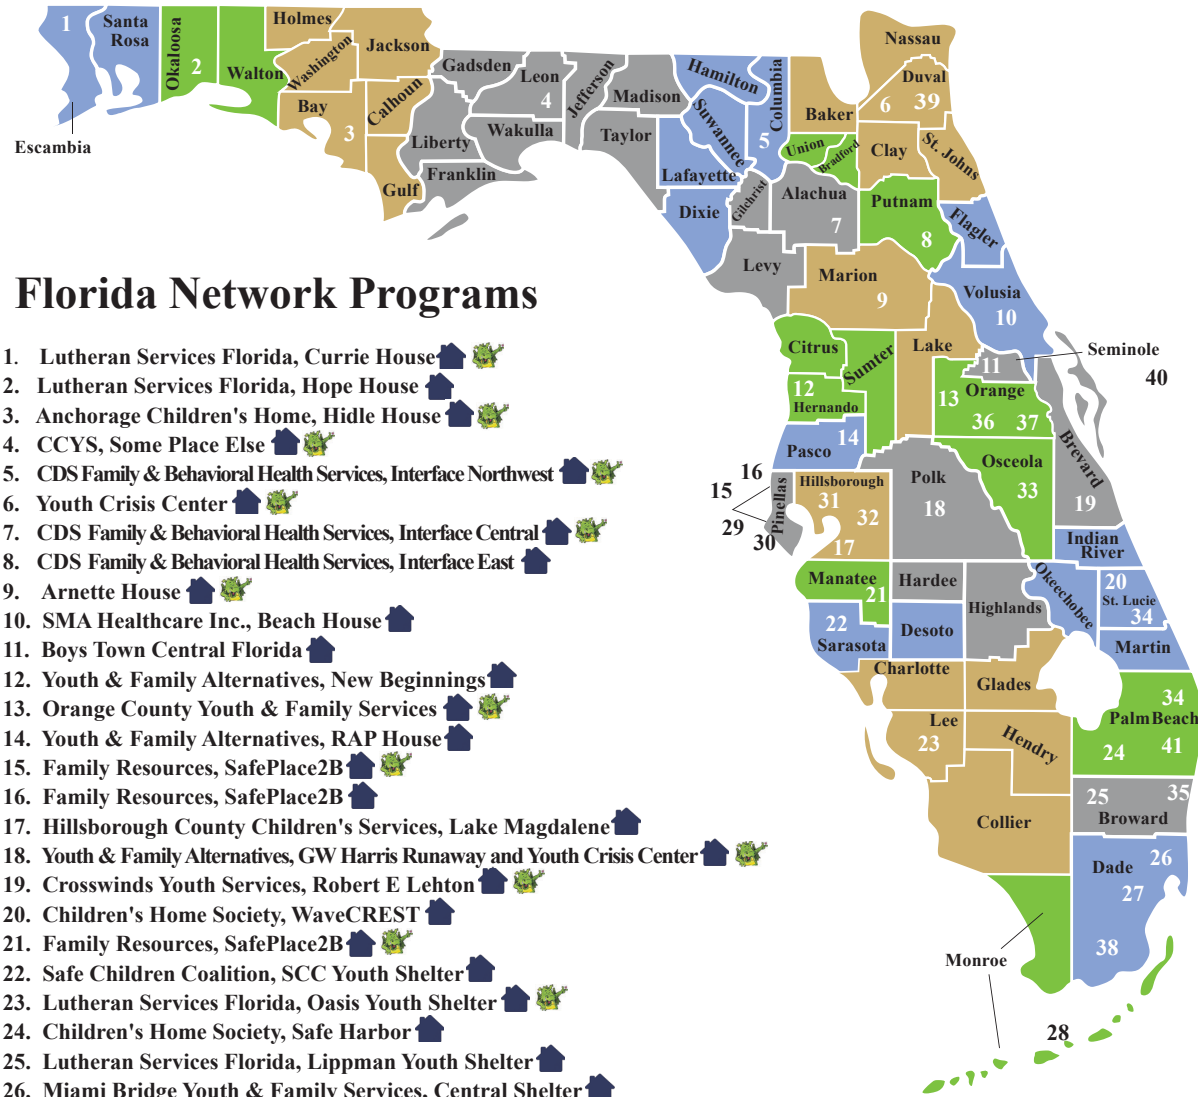 1
Santa
Rosa
Okaloosa
2
Walton
Holmes
Washington
Jackson
Bay
3
Calhoun
Gulf
Gadsden
Leon
4
Liberty
Wakulla
Franklin
Jefferson
Madison
Taylor
Hamilton
Suwannee
Columbia
5
Lafayette
Dixie
Gilchrist
Baker
Union
Bradford
Alachua
7
Levy
Nassau
Duval
6
39
Clay
St. Johns
Putnam
8
Flagler
Escambia
Marion
9
Volusia
10
Citrus
Sumter
Lake
Seminole
11
40
12
Hernando
13
Orange
36
37
Pasco
14
Brevard
19
Osceola
33
16
15
29
30
Pinellas
Hillsborough
31
32
17
Polk
18
Indian
River
Manatee
21
Hardee
Highlands
Okeechobee
20
St. Lucie
34
22
Sarasota
Desoto
Martin
Charlotte
Glades
34
Palm Beach
24
41
Lee
23
Hendry
Collier
25
35
Broward
Dade
26
27
38
Monroe
28
Florida Network Programs
1. Lutheran Services Florida, Currie House
2. Lutheran Services Florida, Hope House
3. Anchorage Children's Home, Hidle House
4. CCYS, Some Place Else
5. CDS Family & Behavioral Health Services, Interface Northwest
6. Youth Crisis Center
7. CDS Family & Behavioral Health Services, Interface Central
8. CDS Family & Behavioral Health Services, Interface East
9. Arnette House
10. SMA Healthcare Inc., Beach House
11. Boys Town Central Florida
12. Youth & Family Alternatives, New Beginnings
13. Orange County Youth & Family Services
14. Youth & Family Alternatives, RAP House
15. Family Resources, SafePlace2B
16. Family Resources, SafePlace2B
17. Hillsborough County Children's Services, Lake Magdalene
18. Youth & Family Alternatives, GW Harris Runaway and Youth Crisis Center
19. Crosswinds Youth Services, Robert E Lehton
20. Children's Home Society, WaveCREST
21. Family Resources, SafePlace2B
22. Safe Children Coalition, SCC Youth Shelter
23. Lutheran Services Florida, Oasis Youth Shelter
24. Children's Home Society, Safe Harbor
25. Lutheran Services Florida, Lippman Youth Shelter
26. Miami Bridge Youth & Family Services, Central Shelter